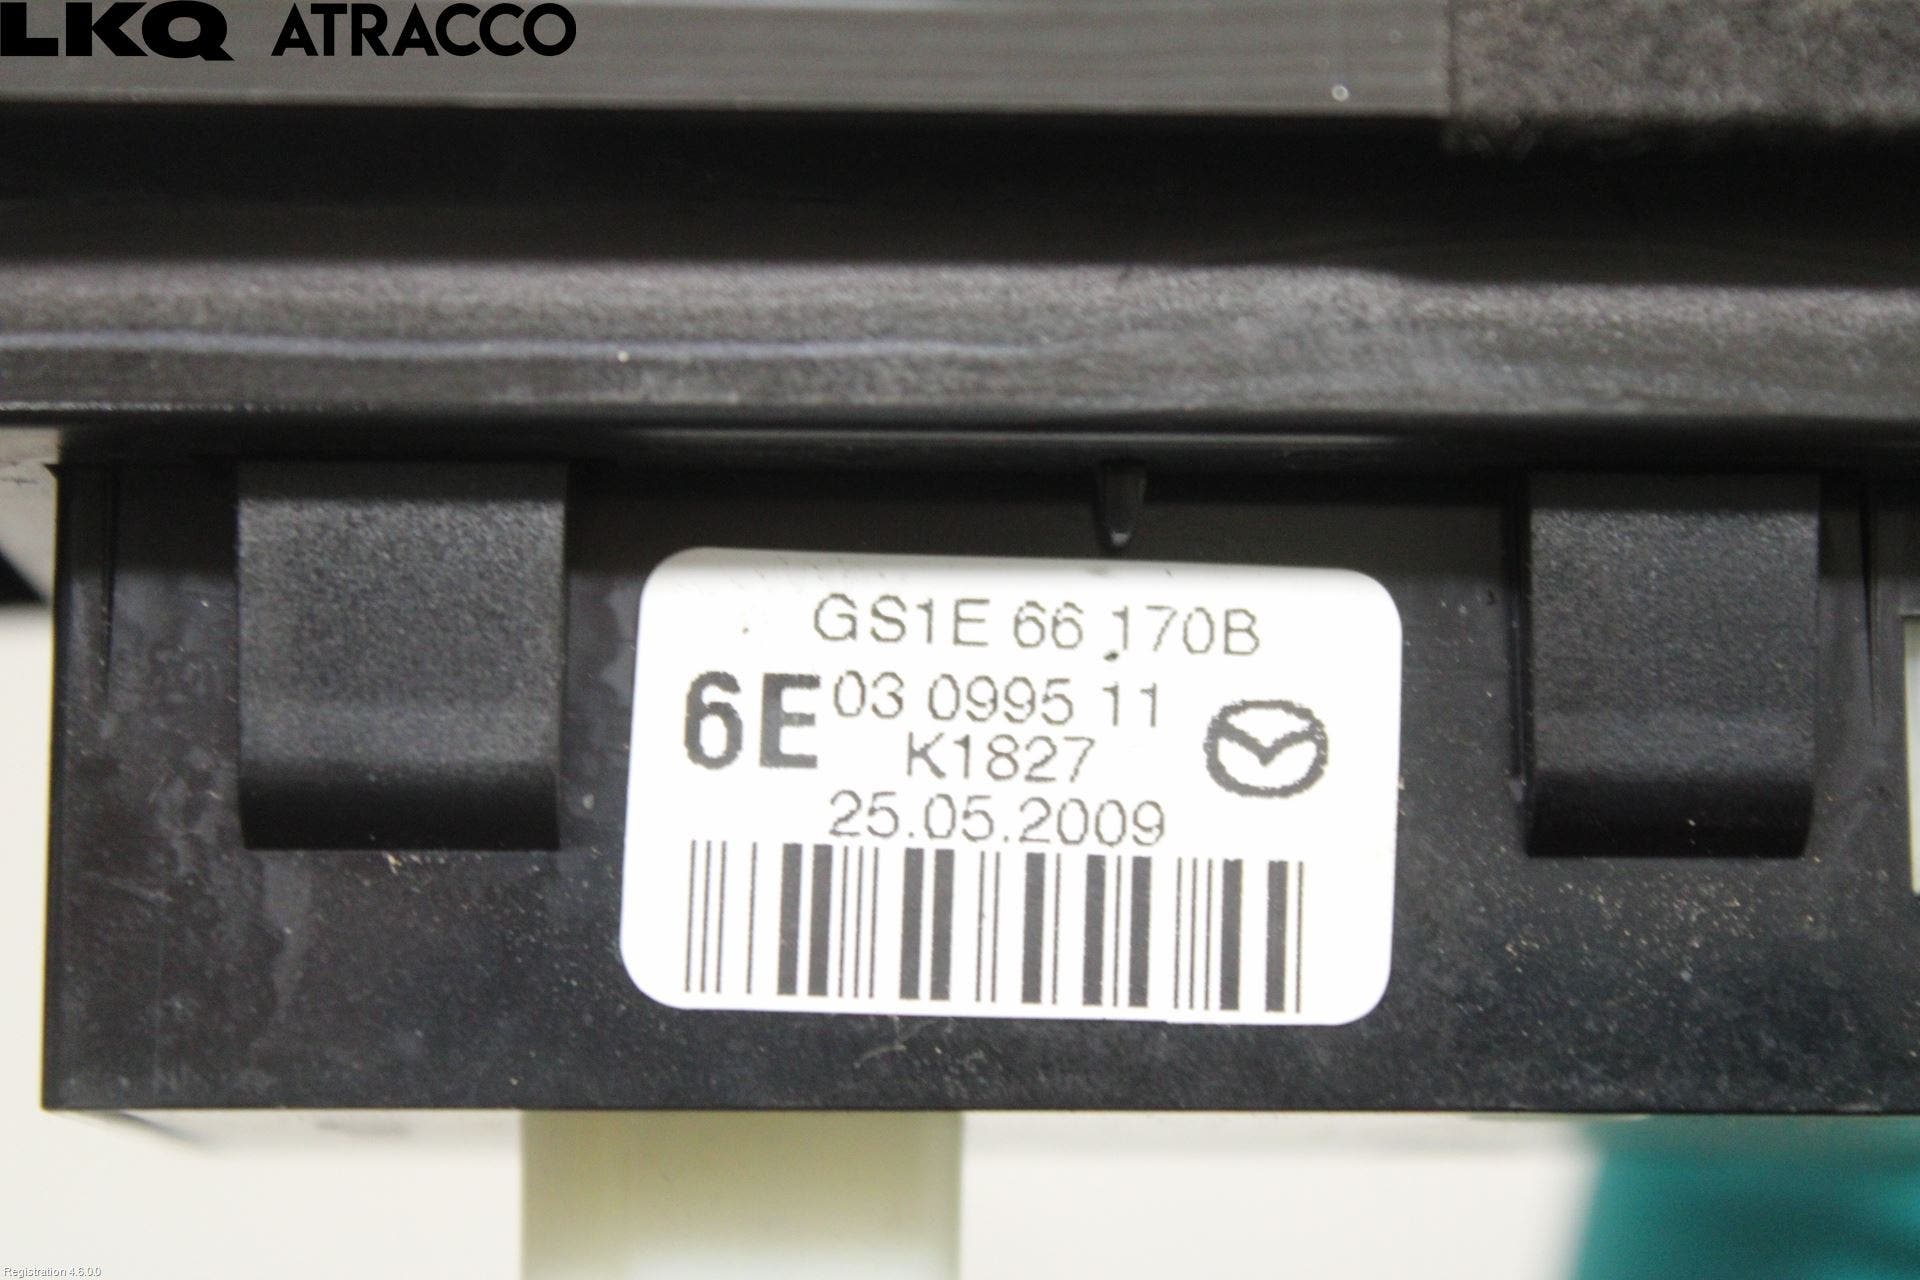 LKQ ATRACCO
GS1E 66 170B
6E 03 0995 11
K1827
25.05.2009
Registration 4.6.0.0